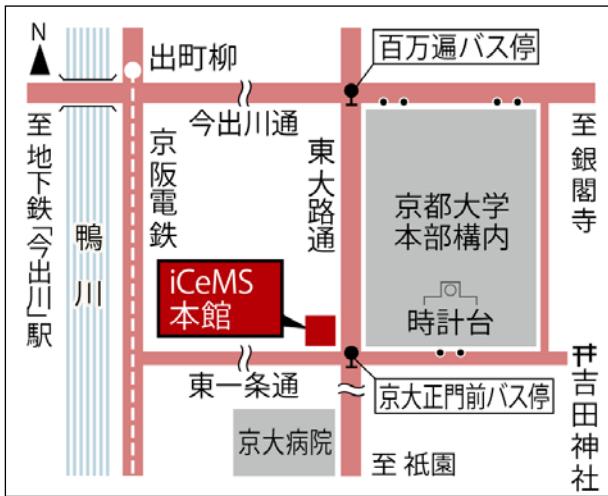 N
出町柳
百万遍バス停
今出川通
至 地下鉄「今出川」駅
鴨川
京阪電鉄
東大路通
京都大学
本部構内
時計台
至 銀閣寺
iCeMS
本館
東一条通
京大正門前バス停
吉田神社
京大病院
至 祇園